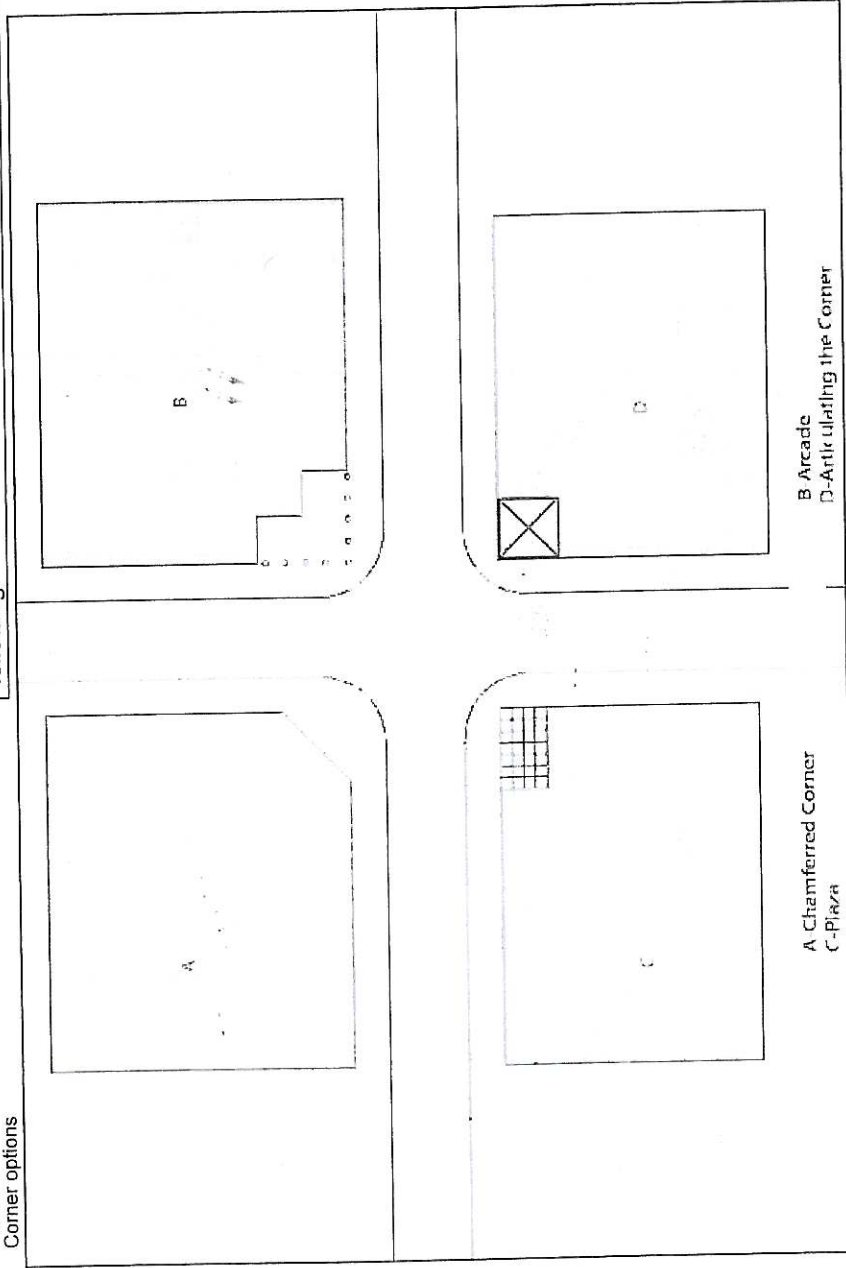 Corner options
A
B
C
D
A-Chamferred Corner
C-Plaza
B-Arcade
D-Articulating the Corner